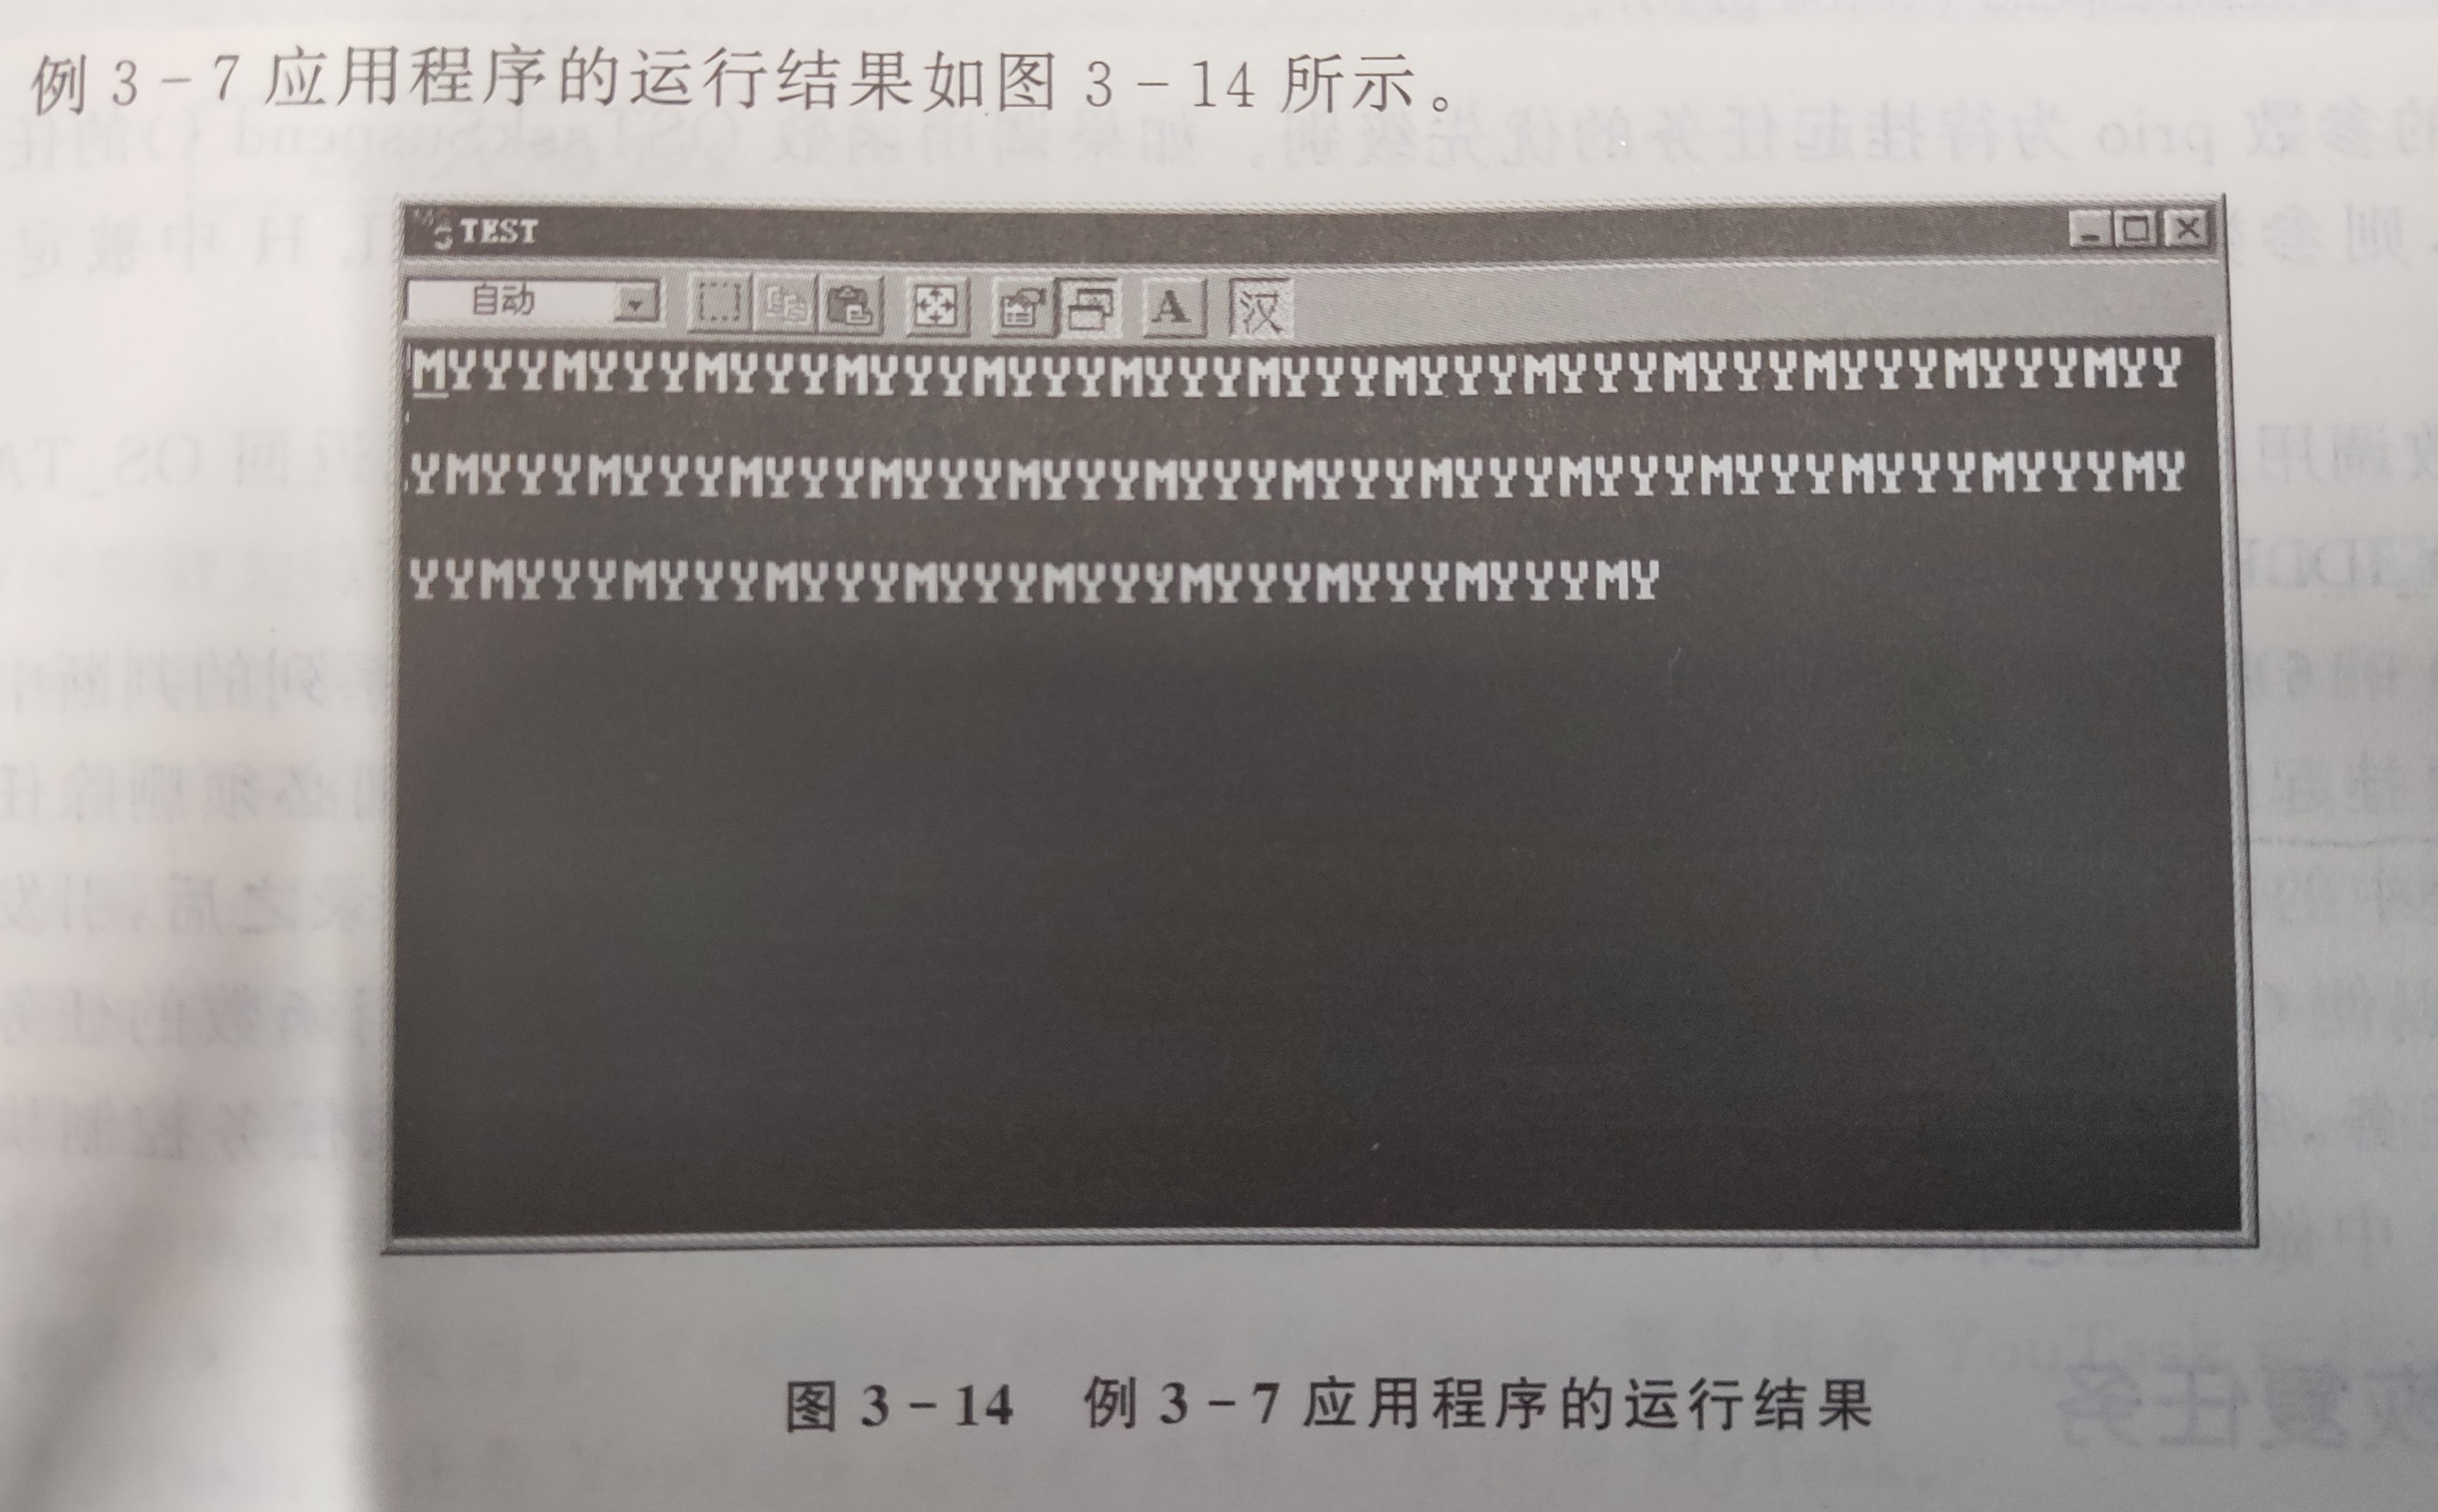 例 3-7 应用程序的运行结果如图 3-14 所示。
TEST
自动 A 汉
MYYYMYYYMYYYMYYYMYYYMYYYMYYYMYYYMYYYMYYYMYYYMYYYMYY
YMYYYMYYYMYYYMYYYMYYYMYYYMYYYMYYYMYYYMYYYMYYYMYYYMY
YYMYYYMYYYMYYYMYYYMYYYMYYYMYYYMYYYMY
图 3-14 例 3-7 应用程序的运行结果